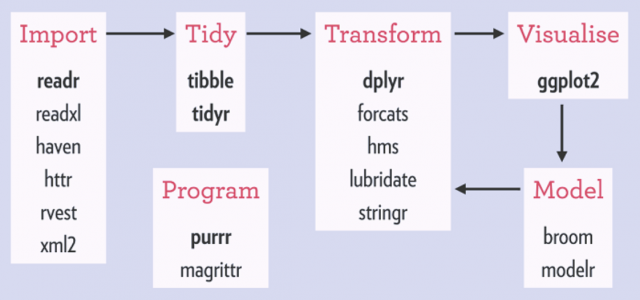 Import
readr
readxl
haven
httr
rvest
xml2
Tidy
tibble
tidyr
Transform
dplyr
forcats
hms
lubridate
stringr
Visualise
ggplot2
Program
purrr
magrittr
Model
broom
modelr